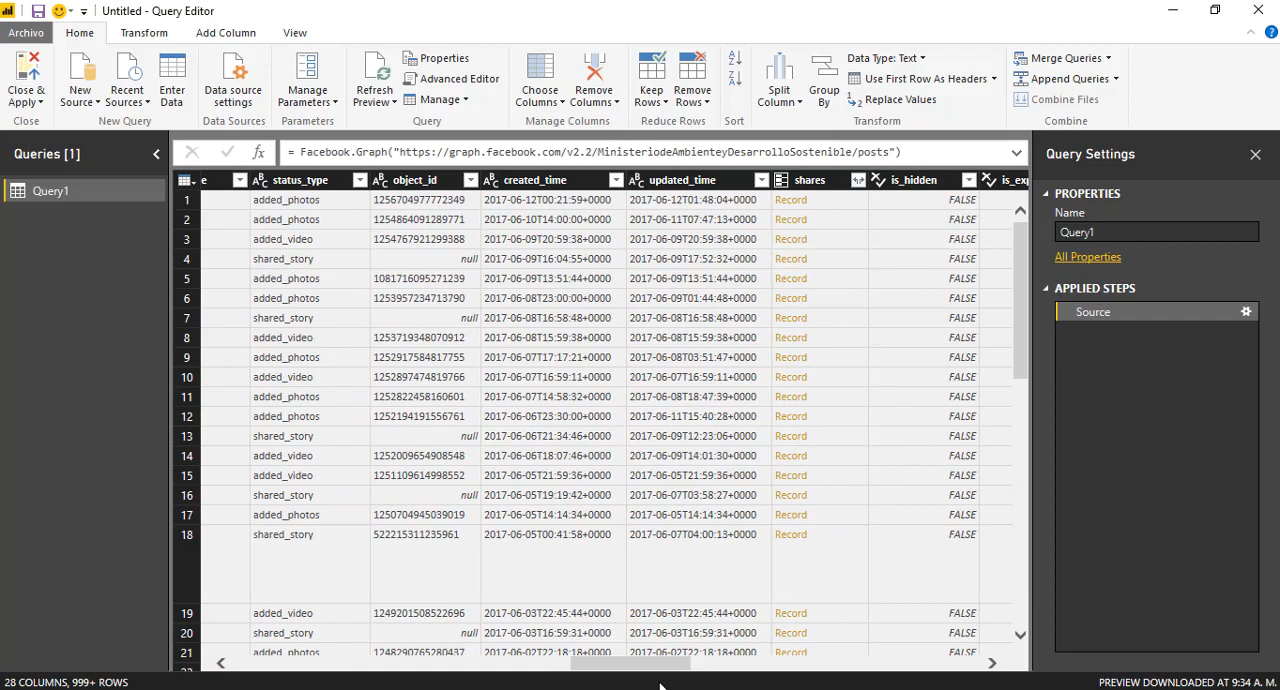 Untitled - Query Editor
Archivo Home Transform Add Column View
Close & Apply
New Source
Recent Sources
Enter Data
Data source settings
Manage Parameters
Refresh Preview
Properties
Advanced Editor
Manage
Choose Columns
Remove Columns
Keep Rows
Remove Rows
Split Column
Group By
Data Type: Text
Use First Row As Headers
Replace Values
Merge Queries
Append Queries
Combine Files
Close New Query Data Sources Parameters Query Manage Columns Reduce Rows Sort Transform Combine
Queries [1]
Query1
= Facebook.Graph("https://graph.facebook.com/v2.2/MinisteriodeAmbienteyDesarrolloSostenible/posts")
e status_type object_id created_time updated_time shares is_hidden is_exp
1 added_photos 1256704977772349 2017-06-12T00:21:59+0000 2017-06-12T01:48:04+0000 Record FALSE
2 added_photos 1254864091289771 2017-06-10T14:00:00+0000 2017-06-11T07:47:13+0000 Record FALSE
3 added_video 1254767921299388 2017-06-09T20:59:38+0000 2017-06-09T20:59:38+0000 Record FALSE
4 shared_story null 2017-06-09T16:04:55+0000 2017-06-09T17:52:32+0000 Record FALSE
5 added_photos 1081716095271239 2017-06-09T13:51:44+0000 2017-06-09T13:51:44+0000 Record FALSE
6 added_photos 1253957234713790 2017-06-08T23:00:00+0000 2017-06-09T01:44:48+0000 Record FALSE
7 shared_story null 2017-06-08T16:58:48+0000 2017-06-08T16:58:48+0000 Record FALSE
8 added_video 1253719348070912 2017-06-08T15:59:38+0000 2017-06-08T15:59:38+0000 Record FALSE
9 added_photos 1252917584817755 2017-06-07T17:17:21+0000 2017-06-08T03:51:47+0000 Record FALSE
10 added_video 1252897474819766 2017-06-07T16:59:11+0000 2017-06-07T16:59:11+0000 Record FALSE
11 added_photos 1252822458160601 2017-06-07T14:58:32+0000 2017-06-08T18:47:39+0000 Record FALSE
12 added_photos 1252194191556761 2017-06-06T23:30:00+0000 2017-06-11T15:40:28+0000 Record FALSE
13 shared_story null 2017-06-06T21:34:46+0000 2017-06-09T12:23:06+0000 Record FALSE
14 added_video 1252009654908548 2017-06-06T18:07:46+0000 2017-06-09T14:01:30+0000 Record FALSE
15 added_video 1251109614998552 2017-06-05T21:59:36+0000 2017-06-05T21:59:36+0000 Record FALSE
16 shared_story null 2017-06-05T19:19:42+0000 2017-06-07T03:58:27+0000 Record FALSE
17 added_photos 1250704945039019 2017-06-05T14:14:34+0000 2017-06-05T14:14:34+0000 Record FALSE
18 shared_story 522215311235961 2017-06-05T00:41:58+0000 2017-06-07T04:00:13+0000 Record FALSE
19 added_video 1249201508522696 2017-06-03T22:45:44+0000 2017-06-03T22:45:44+0000 Record FALSE
20 shared_story null 2017-06-03T16:59:31+0000 2017-06-03T16:59:31+0000 Record FALSE
21 added_photos 1248290765280437 2017-06-02T22:18:18+0000 2017-06-02T22:18:18+0000 Record FALSE
Query Settings
PROPERTIES
Name
Query1
All Properties
APPLIED STEPS
Source
28 COLUMNS, 999+ ROWS
PREVIEW DOWNLOADED AT 9:34 A. M.